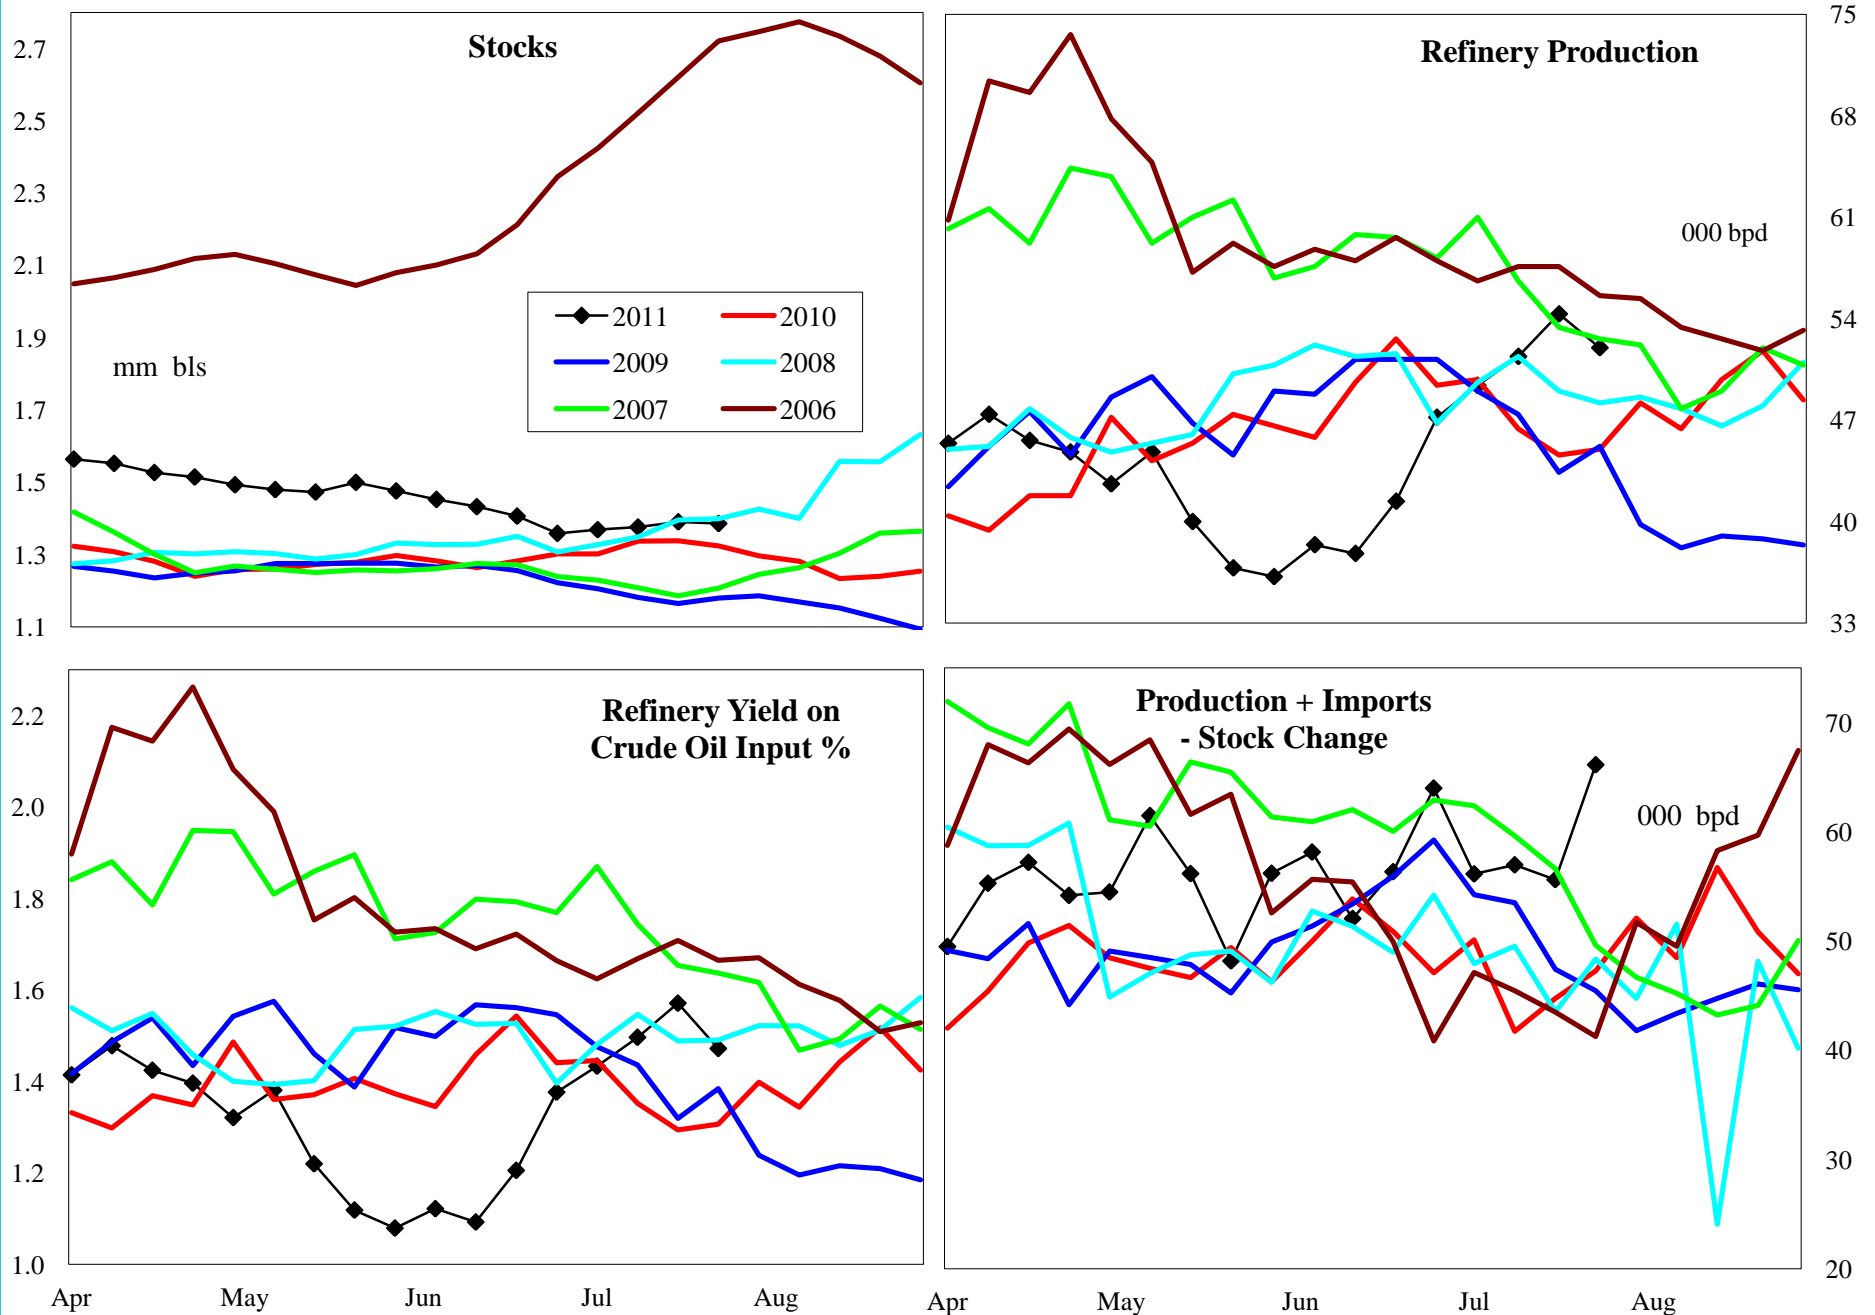 Stocks
2.7
2.5
2.3
2.1
1.9
1.7
1.5
1.3
1.1
mm bls
2011 2010
2009 2008
2007 2006
Refinery Production
000 bpd
75
68
61
54
47
40
33
Refinery Yield on
Crude Oil Input %
2.2
2.0
1.8
1.6
1.4
1.2
1.0
Apr May Jun Jul Aug
Production + Imports
- Stock Change
000 bpd
70
60
50
40
30
20
Apr May Jun Jul Aug